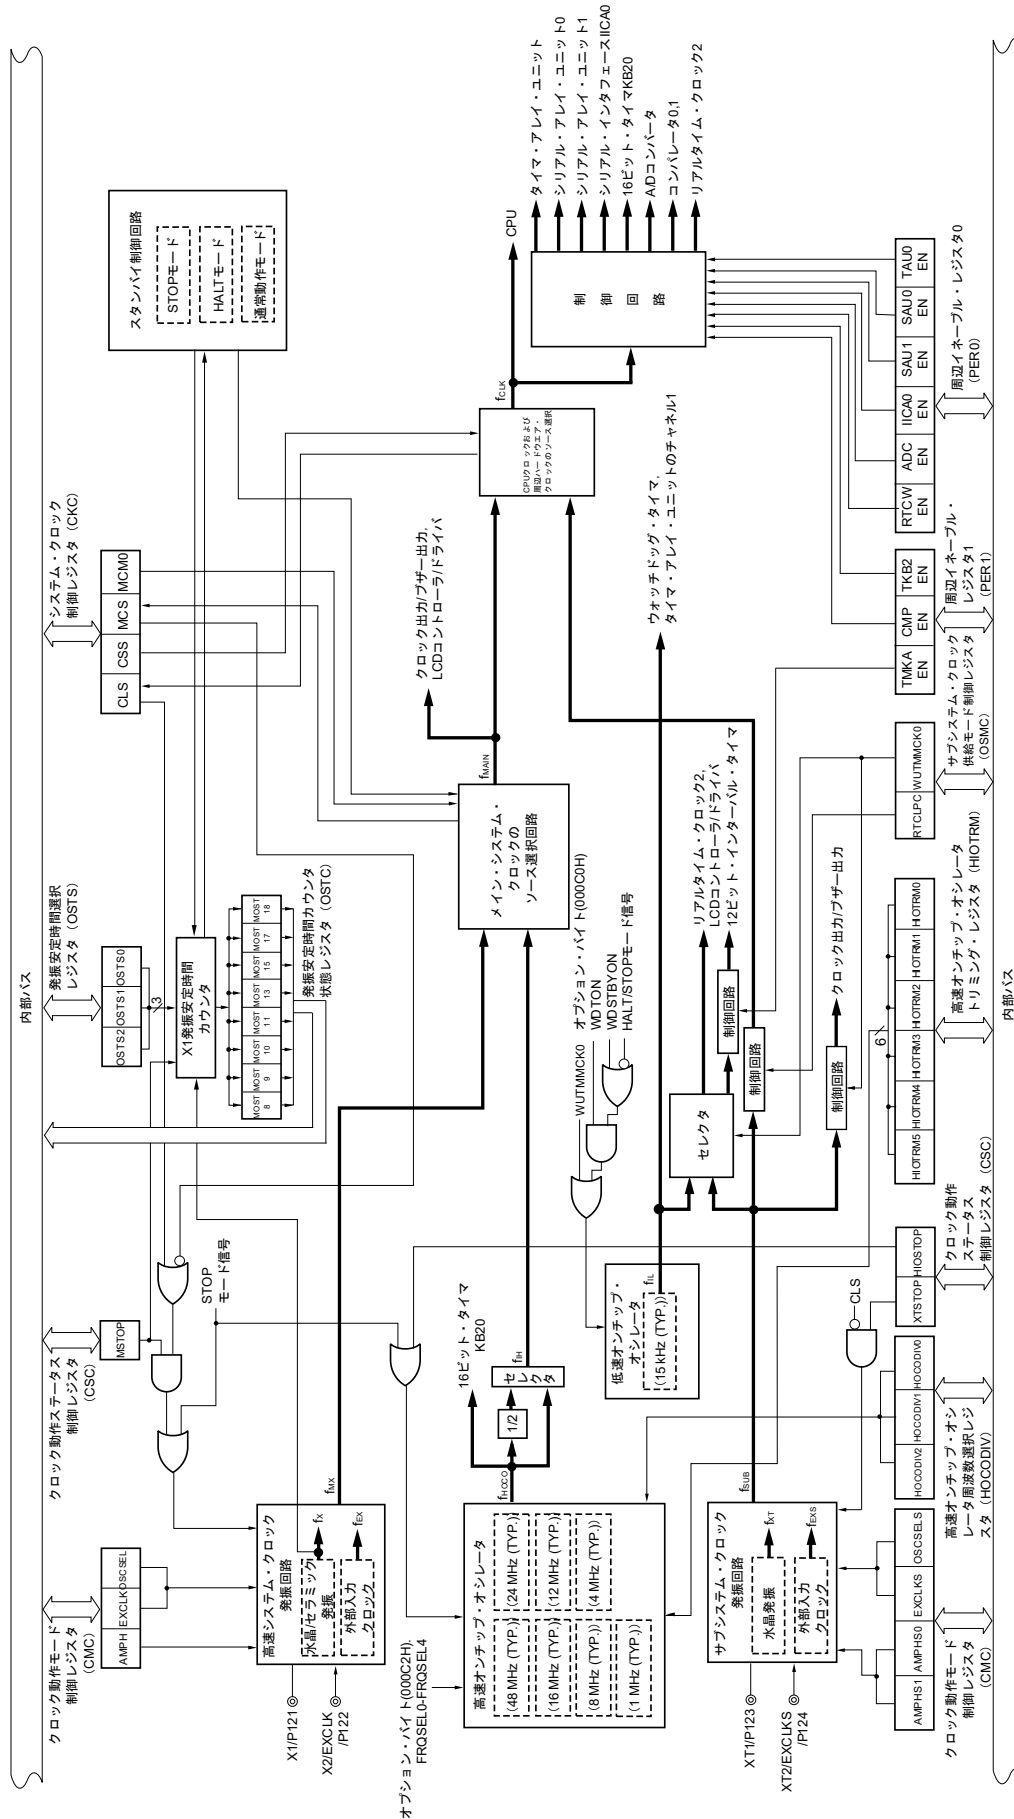 内部バス
クロック動作モード
制御レジスタ
(CMC)
AMPH
EXCLK
OSCSEL
クロック動作ステータス
制御レジスタ
(CSC)
MSTOP
発振安定時間選択
レジスタ (OSTS)
OSTS2
OSTS1
OSTS0
3
X1発振安定時間
カウンタ
MOST
8
MOST
9
MOST
10
MOST
11
MOST
13
MOST
15
MOST
17
MOST
18
発振安定時間カウンタ
状態レジスタ (OSTC)
システム・クロック
制御レジスタ (CKC)
CLS
CSS
MCS
MCM0
スタンバイ制御回路
STOPモード
HALTモード
通常動作モード
STOP
モード信号
X1/P121
X2/EXCLK
/P122
高速システム・クロック
発振回路
水晶/セラミック
発振
fX
外部入力
クロック
fEX
fMX
オプション・バイト(000C2H),
FRQSEL0-FRQSEL4
高速オンチップ・オシレータ
(48 MHz (TYP.))
(24 MHz (TYP.))
(16 MHz (TYP.))
(12 MHz (TYP.))
(8 MHz (TYP.))
(4 MHz (TYP.))
(1 MHz (TYP.))
fHOCO
16ビット・タイマ
KB20
1/2
セレクタ
fIH
メイン・システム・
クロックの
ソース選択回路
fMAIN
クロック出力/ブザー出力,
LCDコントローラ/ドライバ
CPUクロックおよび
周辺ハードウエア・
クロックのソース選択
fCLK
CPU
制御回路
タイマ・アレイ・ユニット
シリアル・アレイ・ユニット0
シリアル・アレイ・ユニット1
シリアル・インタフェースIICA0
16ビット・タイマKB20
A/Dコンバータ
コンパレータ0,1
リアルタイム・クロック2
オプション・バイト(000C0H)
WDTON
WDSTBYON
HALT/STOPモード信号
WUTMMCK0
低速オンチップ・
オシレータ
(15 kHz (TYP.))
fIL
ウォッチドッグ・タイマ,
タイマ・アレイ・ユニットのチャネル1
セレクタ
リアルタイム・クロック2,
LCDコントローラ/ドライバ
制御回路
12ビット・インターバル・タイマ
制御回路
制御回路
クロック出力/ブザー出力
XT1/P123
XT2/EXCLKS
/P124
サブシステム・クロック
発振回路
水晶発振
fXT
外部入力
クロック
fEXS
fSUB
CLS
6
AMPHS1
AMPHS0
EXCLKS
OSCSELS
クロック動作モード
制御レジスタ
(CMC)
HOCODIV2
HOCODIV1
HOCODIV0
高速オンチップ・オシ
レータ周波数選択レジ
スタ (HOCODIV)
XTSTOP
HIOSTOP
クロック動作
ステータス
制御レジスタ (CSC)
HIOTRM5
HIOTRM4
HIOTRM3
HIOTRM2
HIOTRM1
HIOTRM0
高速オンチップ・オシレータ
トリミング・レジスタ (HIOTRM)
RTCLPC
WUTMMCK0
サブシステム・クロック
供給モード制御レジスタ
(OSMC)
TMKA
EN
CMP
EN
TKB2
EN
周辺イネーブル・
レジスタ1
(PER1)
RTCW
EN
ADC
EN
IICA0
EN
SAU1
EN
SAU0
EN
TAU0
EN
周辺イネーブル・レジスタ0
(PER0)
内部バス